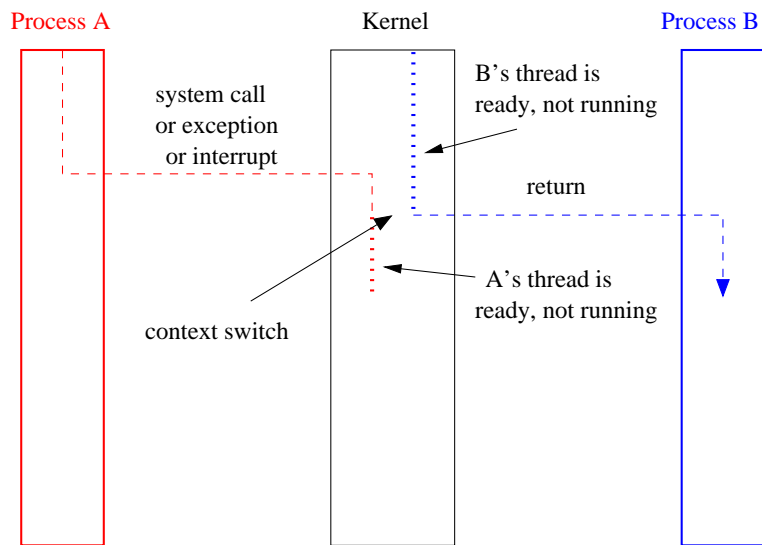 Process A
Kernel
Process B
system call
or exception
or interrupt
B's thread is
ready, not running
return
A's thread is
ready, not running
context switch